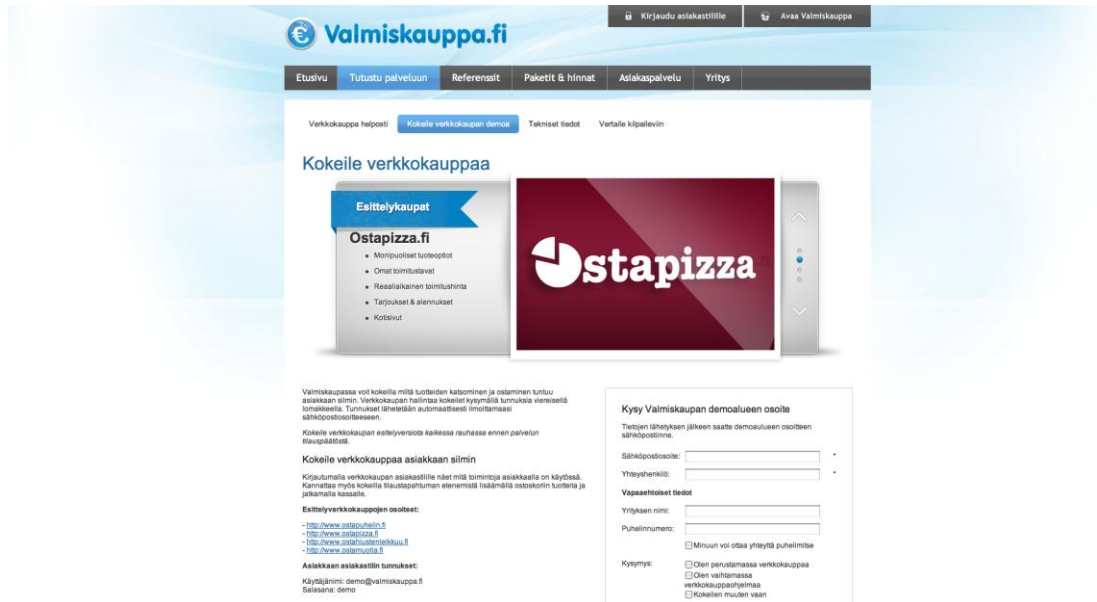 Kirjaudu asiakastilille
Avaa Valmiskauppa
Valmiskauppa.fi
Etusivu
Tutustu palveluun
Referenssit
Paketit & hinnat
Asiakaspalvelu
Yritys
Verkkokauppa helposti
Kokeile verkkokaupan demoa
Tekniset tiedot
Vertaile kilpaileviin
Kokeile verkkokauppaa
Esittelykaupat
Ostapizza.fi
Monipuoliset tuoteoptiot
Omat toimitustavat
Reaaliaikainen toimitushinta
Tarjoukset & alennukset
Kotisivut
Ostapizza.fi
Valmiskaupassa voit kokeilla miltä tuotteiden katsominen ja ostaminen tuntuu
asiakkaan silmin. Verkkokaupan hallintaa kokeilet kysymällä tunnuksia viereisellä
lomakkeella. Tunnukset lähetetään automaattisesti ilmoittamaasi
sähköpostiosoitteeseen.
Kokeile verkkokaupan esitelyversiota kaikessa rauhassa ennen palvelun
tilauspäätöstä.
Kokeile verkkokauppaa asiakkaan silmin
Kirjautumalla verkkokaupan asiakastilille näet mitä toimintoja asiakkaalla on käytössä.
Kannattaa myös kokeilla tilaustapahtuman etenemistä lisäämällä ostoskoriin tuotteita ja
jatkamalla kassalle.
Esittelyverkkokauppojen osoitteet:
- http://www.ostapuhelin.fi
- http://www.ostapizza.fi
- http://www.ostahiustenleikkuu.fi
- http://www.ostamuotia.fi
Asiakkaan asiakastilin tunnukset:
Käyttäjänimi: demo@valmiskauppa.fi
Salasana: demo
Kysy Valmiskaupan demoalueen osoite
Tietojen lähetyksen jälkeen saatte demoaulueen osoitteen
sähköpostiinne.
Sähköpostiosoite: *
Yhteyshenkilö: *
Vapaaehtoiset tiedot
Yrityksen nimi:
Puhelinnumero:
Minuun voi ottaa yhteyttä puhelimitse
Kysymys:
Olen perustamassa verkkokauppaa
Olen vaihtamassa
verkkokauppaohjelmaa
Kokeilen muuten vaan